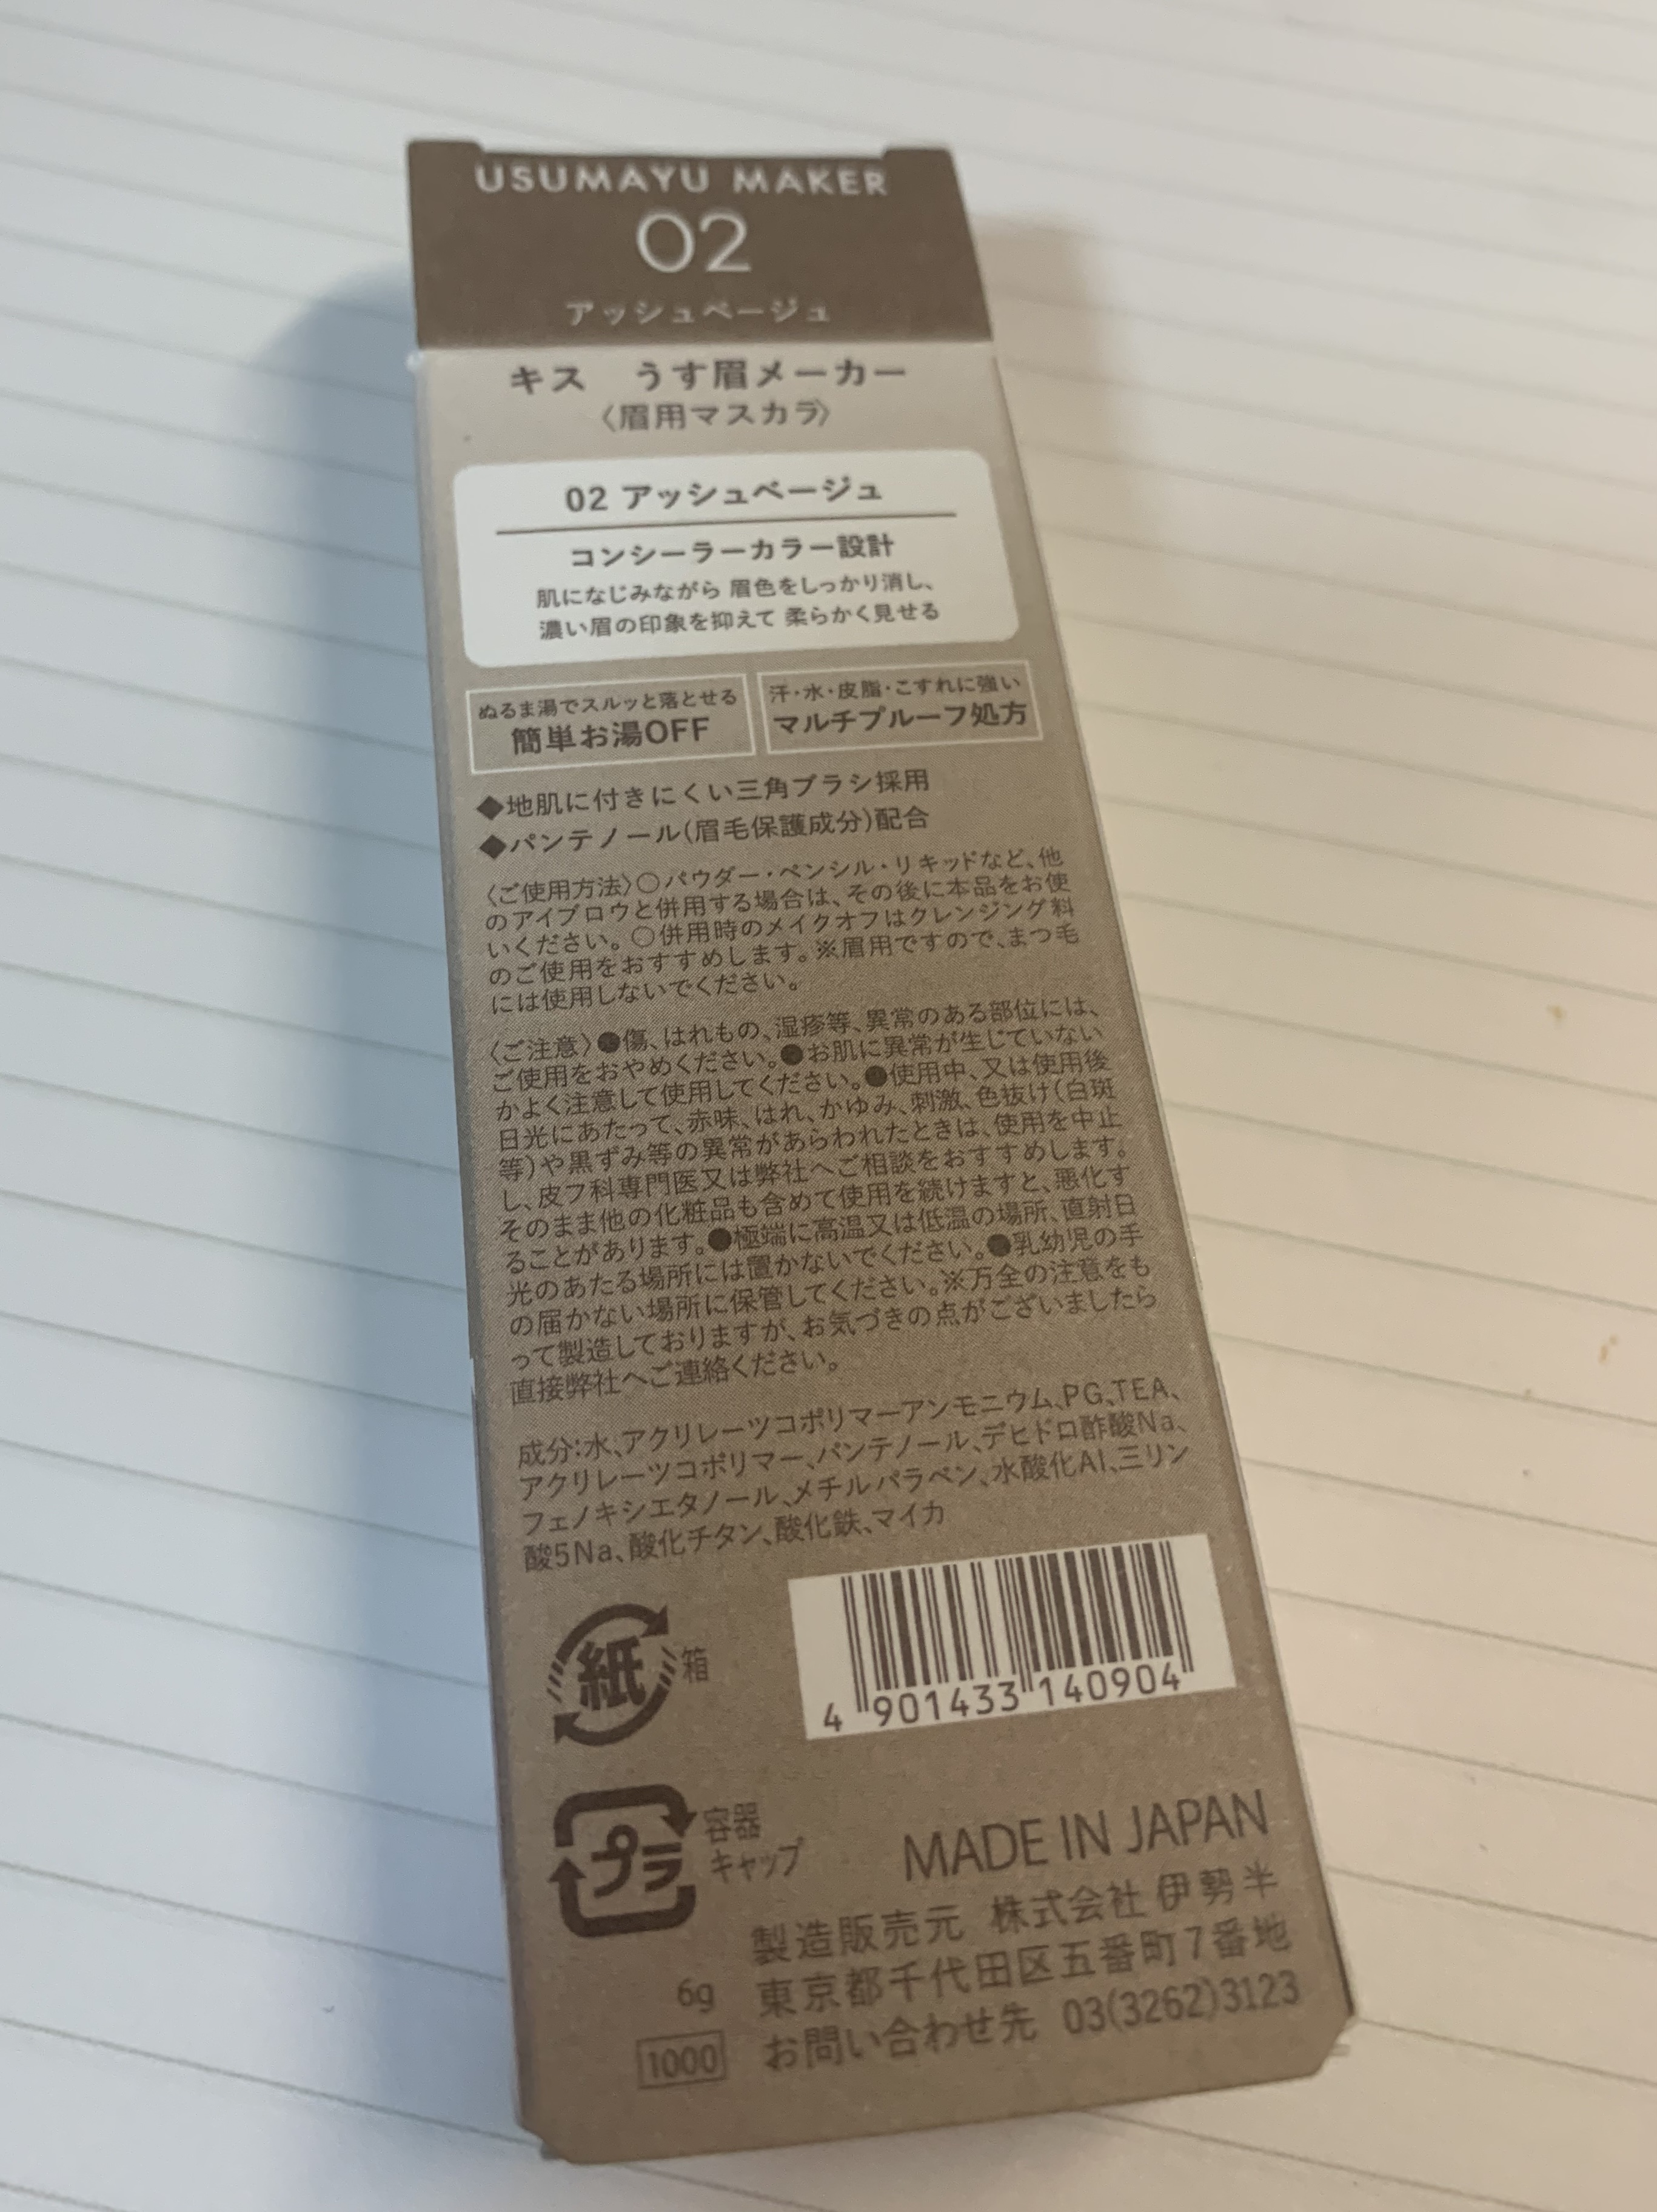 USUMAYU MAKER
02
アッシュベージュ
キス　うす眉メーカー
〈眉用マスカラ〉
02 アッシュベージュ
コンシーラーカラー設計
肌になじみながら 眉色をしっかり消し、
濃い眉の印象を抑えて 柔らかく見せる
ぬるま湯でスルッと落とせる
簡単お湯OFF
汗・水・皮脂・こすれに強い
マルチプルーフ処方
◆地肌に付きにくい三角ブラシ採用
◆パンテノール(眉毛保護成分)配合
〈ご使用方法〉○パウダー・ペンシル・リキッドなど、他
のアイブロウと併用する場合は、その後に本品をお使
いください。○併用時のメイクオフはクレンジング料
のご使用をおすすめします。※眉用ですので、まつ毛
には使用しないでください。
〈ご注意〉●傷、はれもの、湿疹等、異常のある部位には、
ご使用をおやめください。●お肌に異常が生じていない
かよく注意して使用してください。●使用中、又は使用後
日光にあたって、赤味、はれ、かゆみ、刺激、色抜け(白斑
等)や黒ずみ等の異常があらわれたときは、使用を中止
し、皮フ科専門医又は弊社へご相談をおすすめします。
そのまま他の化粧品も含めて使用を続けますと、悪化す
ることがあります。●極端に高温又は低温の場所、直射日
光のあたる場所には置かないでください。●乳幼児の手
の届かない場所に保管してください。※万全の注意をも
って製造しておりますが、お気づきの点がございましたら
直接弊社へご連絡ください。
成分:水、アクリレーツコポリマーアンモニウム、PG、TEA、
アクリレーツコポリマー、パンテノール、デヒドロ酢酸Na、
フェノキシエタノール、メチルパラベン、水酸化Al、三リン
酸5Na、酸化チタン、酸化鉄、マイカ
紙 箱
4 901433 140904
プラ 容器
キャップ
MADE IN JAPAN
製造販売元 株式会社 伊勢半
東京都千代田区五番町7番地
お問い合わせ先 03(3262)3123
6g
1000